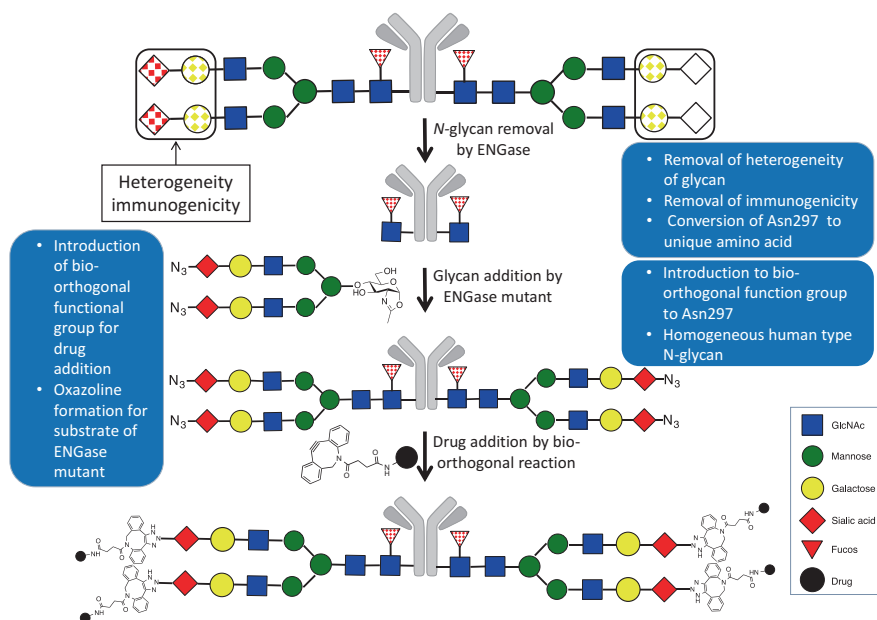 N-glycan removal
by ENGase
Heterogeneity
immunogenicity
• Removal of heterogeneity
of glycan
• Removal of immunogenicity
• Conversion of Asn297 to
unique amino acid
• Introduction of
bio-
orthogonal
functional
group for
drug
addition
• Oxazoline
formation for
substrate of
ENGase
mutant
N3
N3
OH
HO
O
O
N
O
Glycan addition by
ENGase mutant
• Introduction to bio-
orthogonal function group
to Asn297
• Homogeneous human type
N-glycan
N3
N3
N3
N3
N
O
O
NH
Drug addition by bio-
orthogonal reaction
GlcNAc
Mannose
Galactose
Sialic acid
Fucos
Drug